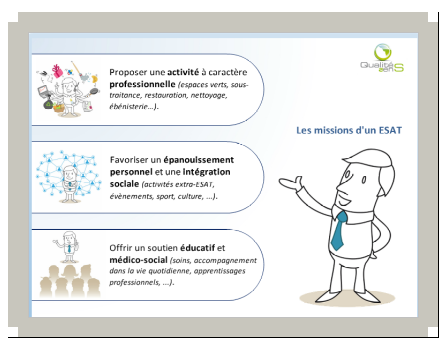 Qualité
SenS
Proposer une activité à caractère
professionnelle (espaces verts, sous-
traitance, restauration, nettoyage,
ébénisterie...).
Les missions d'un ESAT
Favoriser un épanouissement
personnel et une intégration
sociale (activités extra-ESAT,
évènements, sport, culture, ...).
Offrir un soutien éducatif et
médico-social (soins, accompagnement
dans la vie quotidienne, apprentissages
professionnels, ...).